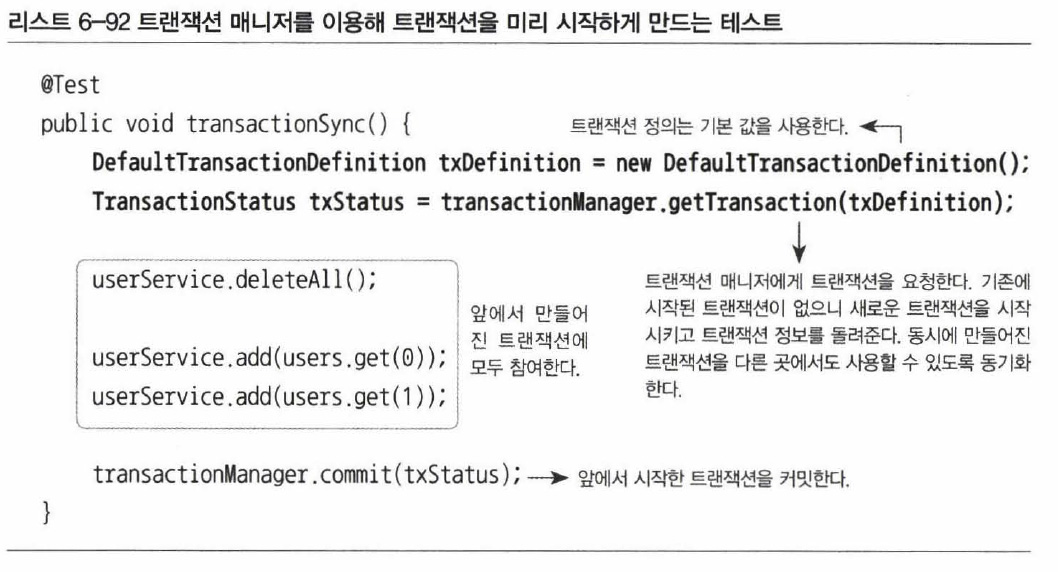 리스트 6-92 트랜잭션 매니저를 이용해 트랜잭션을 미리 시작하게 만드는 테스트
@Test
public void transactionSync() {
트랜잭션 정의는 기본 값을 사용한다.
DefaultTransactionDefinition txDefinition = new DefaultTransactionDefinition();
TransactionStatus txStatus = transactionManager.getTransaction(txDefinition);
userService.deleteAll();
userService.add(users.get(0));
userService.add(users.get(1));
앞에서 만들어
진 트랜잭션에
모두 참여한다.
트랜잭션 매니저에게 트랜잭션을 요청한다. 기존에
시작된 트랜잭션이 없으니 새로운 트랜잭션을 시작
시키고 트랜잭션 정보를 돌려준다. 동시에 만들어진
트랜잭션을 다른 곳에서도 사용할 수 있도록 동기화
한다.
transactionManager.commit(txStatus);
앞에서 시작한 트랜잭션을 커밋한다.
}